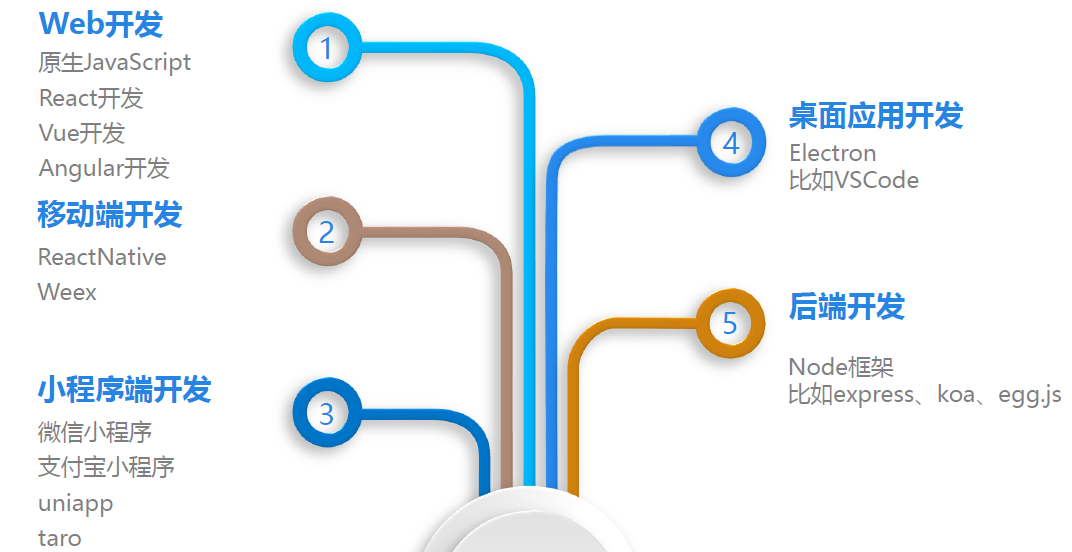 Web开发
原生JavaScript
React开发
Vue开发
Angular开发
1
移动端开发
ReactNative
Weex
2
小程序端开发
微信小程序
支付宝小程序
uniapp
taro
3
桌面应用开发
Electron
比如VSCode
4
后端开发
Node框架
比如express、koa、egg.js
5